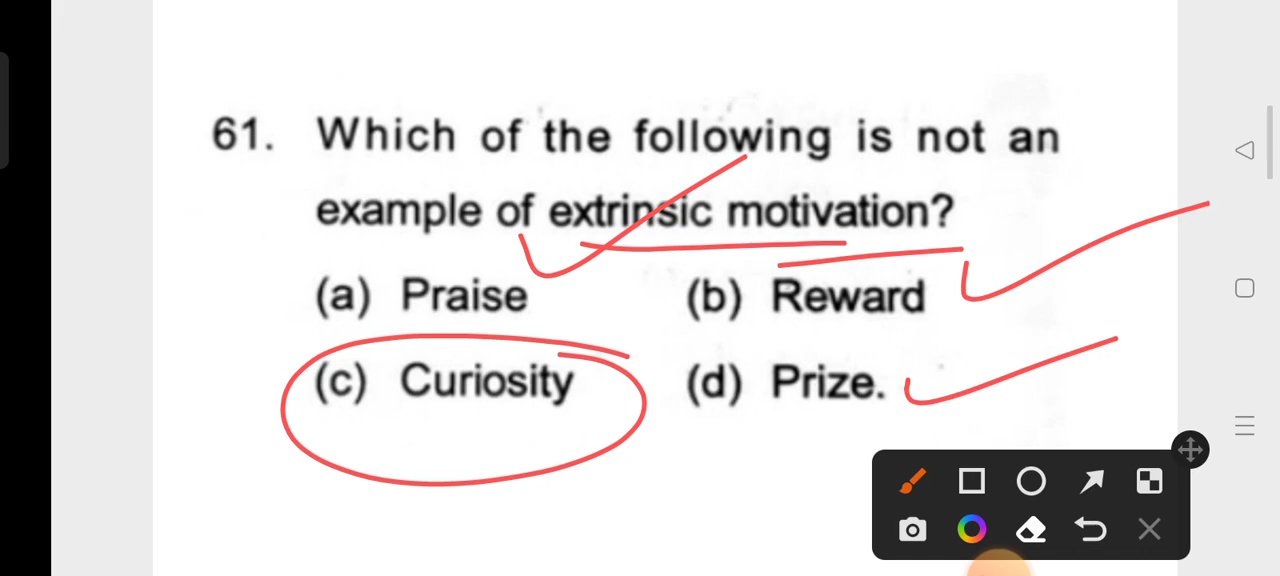 61. Which of the following is not an
example of extrinsic motivation?
(a) Praise (b) Reward
(c) Curiosity (d) Prize.